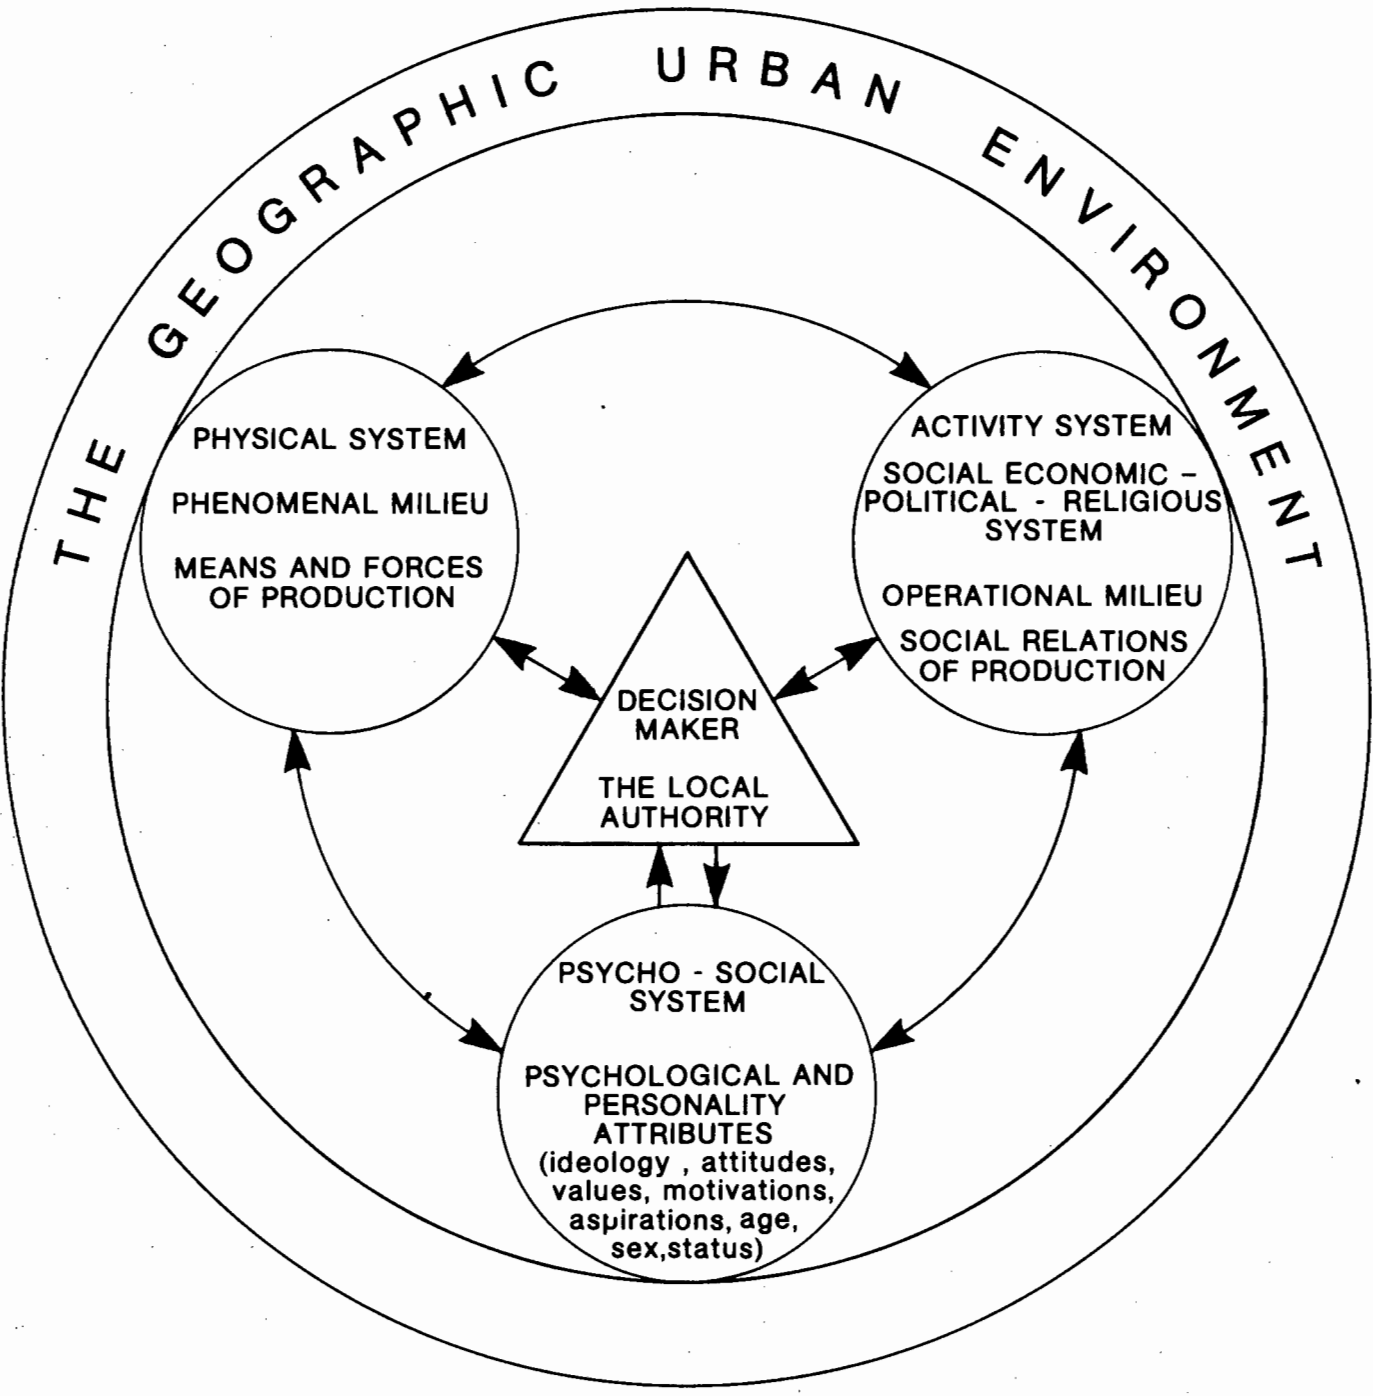 THE GEOGRAPHIC URBAN ENVIRONMENT
PHYSICAL SYSTEM
PHENOMENAL MILIEU
MEANS AND FORCES
OF PRODUCTION
ACTIVITY SYSTEM
SOCIAL ECONOMIC -
POLITICAL - RELIGIOUS
SYSTEM
OPERATIONAL MILIEU
SOCIAL RELATIONS
OF PRODUCTION
DECISION
MAKER
THE LOCAL
AUTHORITY
PSYCHO - SOCIAL
SYSTEM
PSYCHOLOGICAL AND
PERSONALITY
ATTRIBUTES
(ideology , attitudes,
values, motivations,
aspirations, age,
sex,status)